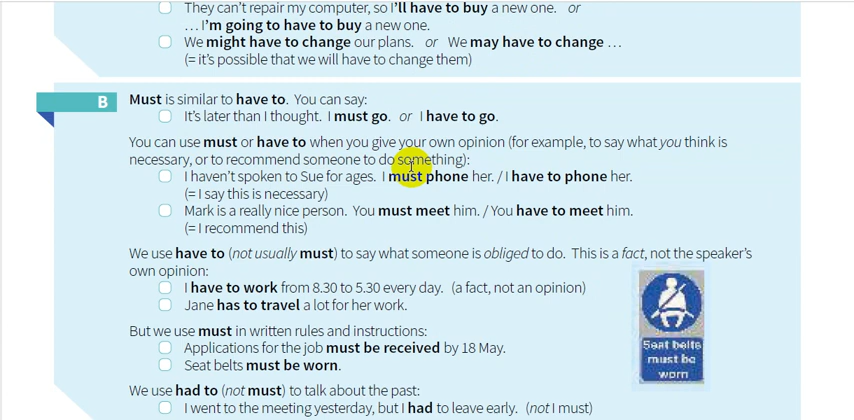 They can't repair my computer, so I'll have to buy a new one. or
… I'm going to have to buy a new one.
We might have to change our plans. or We may have to change …
(= it's possible that we will have to change them)
B
Must is similar to have to. You can say:
It's later than I thought. I must go. or I have to go.
You can use must or have to when you give your own opinion (for example, to say what you think is
necessary, or to recommend someone to do something):
I haven't spoken to Sue for ages. I must phone her. / I have to phone her.
(= I say this is necessary)
Mark is a really nice person. You must meet him. / You have to meet him.
(= I recommend this)
We use have to (not usually must) to say what someone is obliged to do. This is a fact, not the speaker's
own opinion:
I have to work from 8.30 to 5.30 every day. (a fact, not an opinion)
Jane has to travel a lot for her work.
But we use must in written rules and instructions:
Applications for the job must be received by 18 May.
Seat belts must be worn.
Seat belts
must be
worn
We use had to (not must) to talk about the past:
I went to the meeting yesterday, but I had to leave early. (not I must)